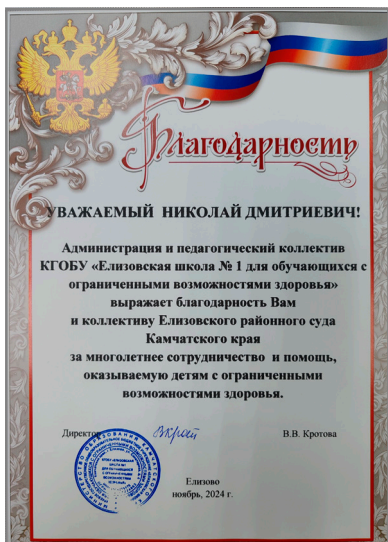 Благодарность
УВАЖАЕМЫЙ НИКОЛАЙ ДМИТРИЕВИЧ!
Администрация и педагогический коллектив
КГОБУ «Елизовская школа № 1 для обучающихся с
ограниченными возможностями здоровья»
выражает благодарность Вам
и коллективу Елизовского районного суда
Камчатского края
за многолетнее сотрудничество и помощь,
оказываемую детям с ограниченными
возможностями здоровья.
Директор В.В. Кротова
Елизово
ноябрь, 2024 г.